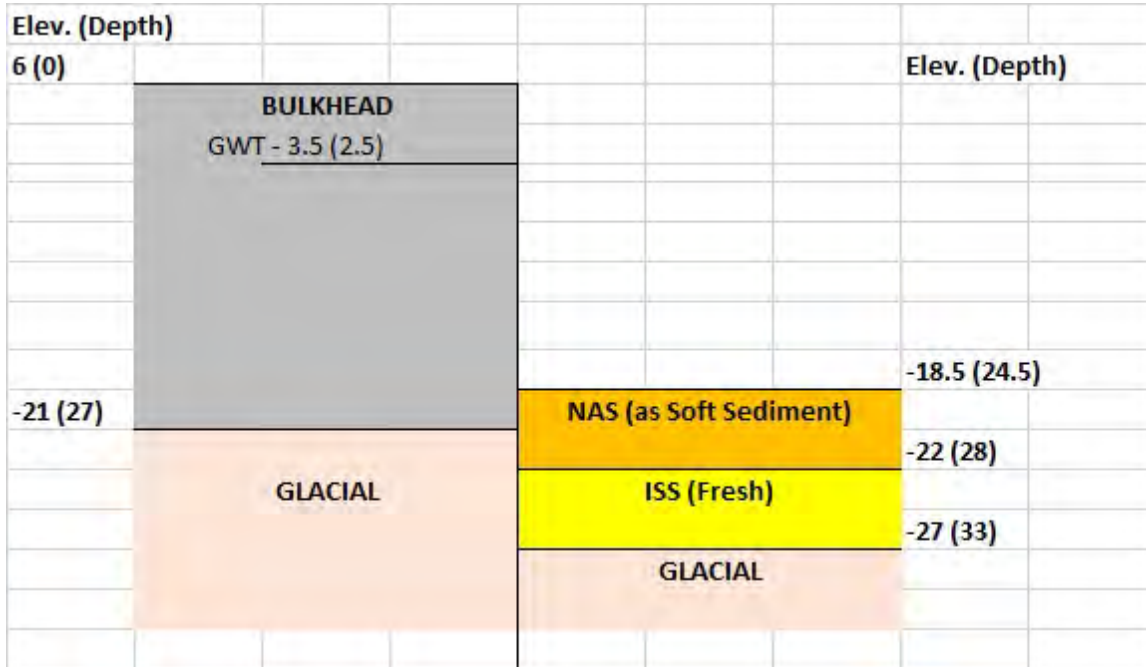 Elev. (Depth)
6 (0)
Elev. (Depth)
BULKHEAD
GWT - 3.5 (2.5)
-18.5 (24.5)
-21 (27)
NAS (as Soft Sediment)
-22 (28)
GLACIAL
ISS (Fresh)
-27 (33)
GLACIAL